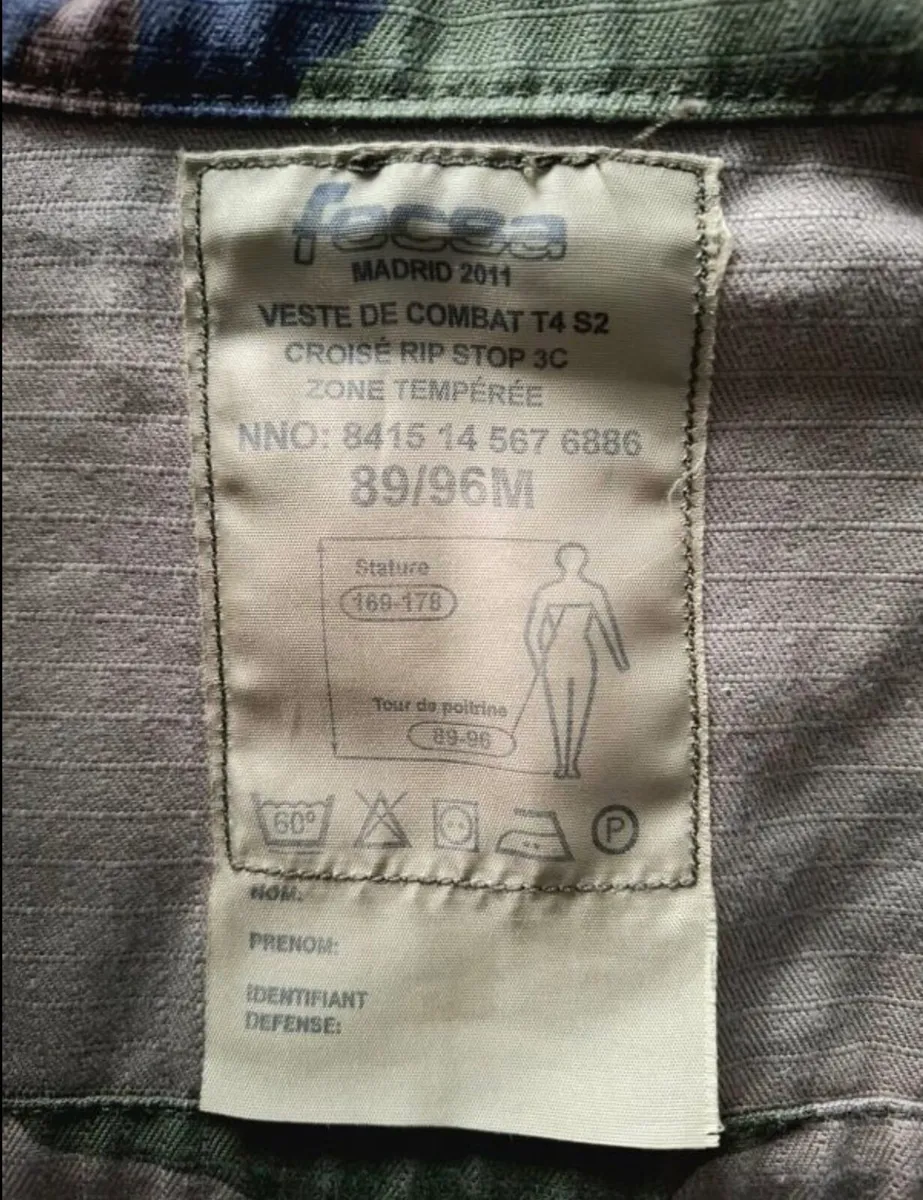 fecsa
MADRID 2011
VESTE DE COMBAT T4 S2
CROISÉ RIP STOP 3C
ZONE TEMPÉRÉE
NNO: 8415 14 567 6886
89/96M
Stature
169-178
Tour de poitrine
89-96
60°
P
NOM:
PRENOM:
IDENTIFIANT
DEFENSE: